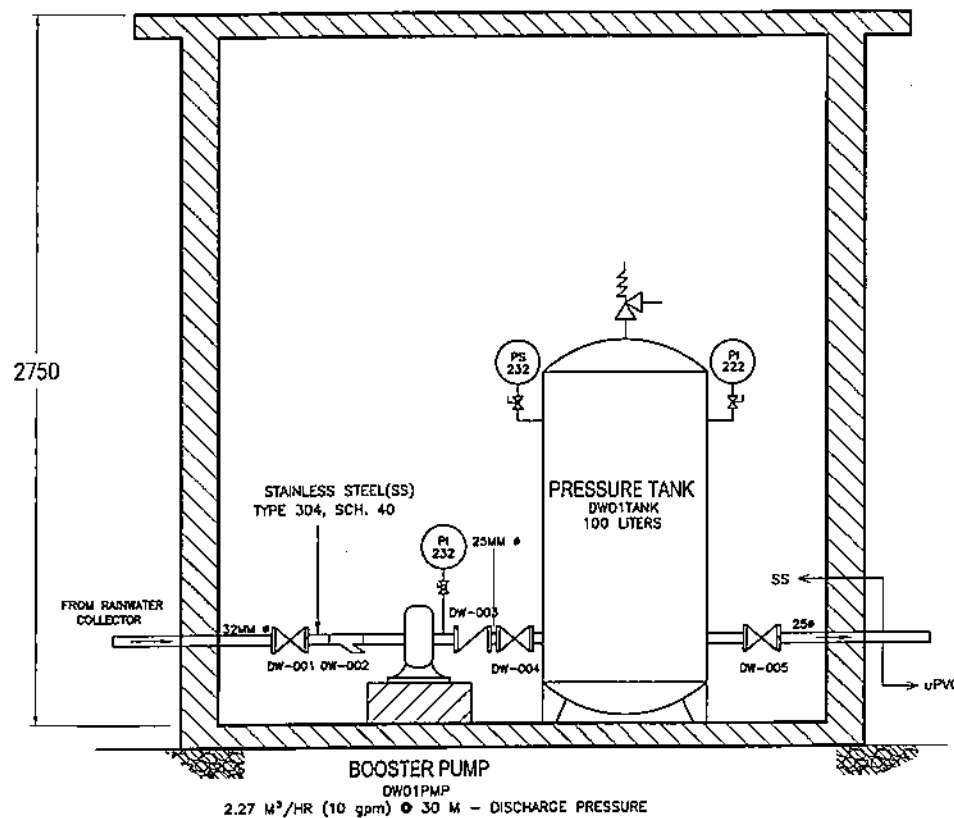 2750
PS
232
PI
222
PRESSURE TANK
DW01TANK
100 LITERS
STAINLESS STEEL(SS)
TYPE 304, SCH. 40
PI
232
25MM ø
SS
FROM RAINWATER
COLLECTOR
32MM ø
DW-003
25ø
DW-001
DW-002
DW-004
DW-005
uPVC
BOOSTER PUMP
DW01PMP
2.27 M³/HR (10 gpm) @ 30 M - DISCHARGE PRESSURE